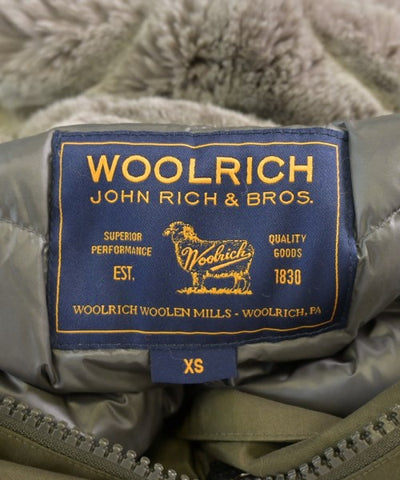 WOOLRICH
JOHN RICH & BROS.
SUPERIOR
PERFORMANCE
EST.
Woolrich
QUALITY
GOODS
1830
WOOLRICH WOOLEN MILLS - WOOLRICH, PA
XS